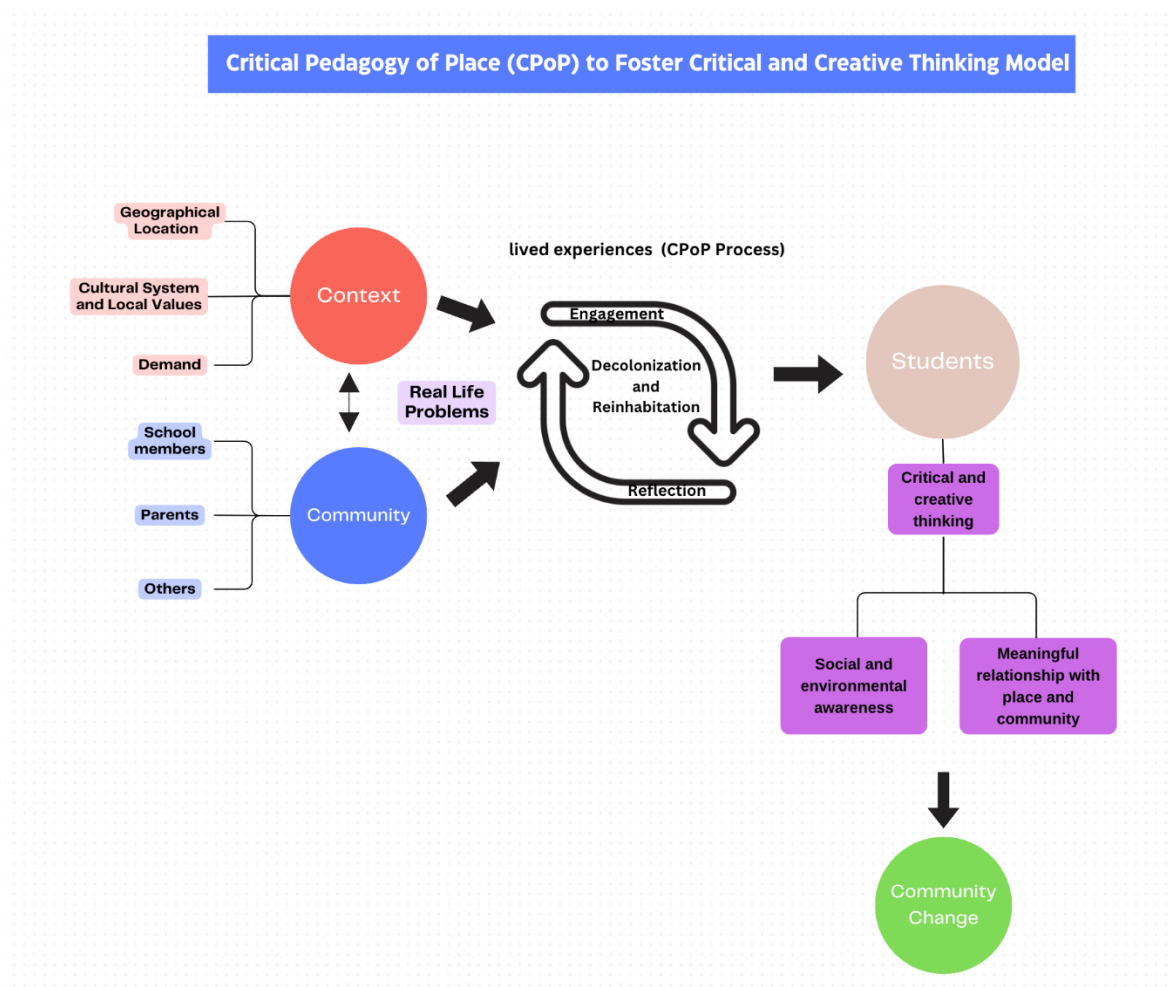 Critical Pedagogy of Place (CPoP) to Foster Critical and Creative Thinking Model
Geographical
Location
Cultural System
and Local Values
Demand
Context
School
members
Parents
Others
Community
Real Life
Problems
lived experiences (CPoP Process)
Engagement
Decolonization
and
Reinhabitation
Reflection
Students
Critical and
creative
thinking
Social and
environmental
awareness
Meaningful
relationship with
place and
community
Community
Change